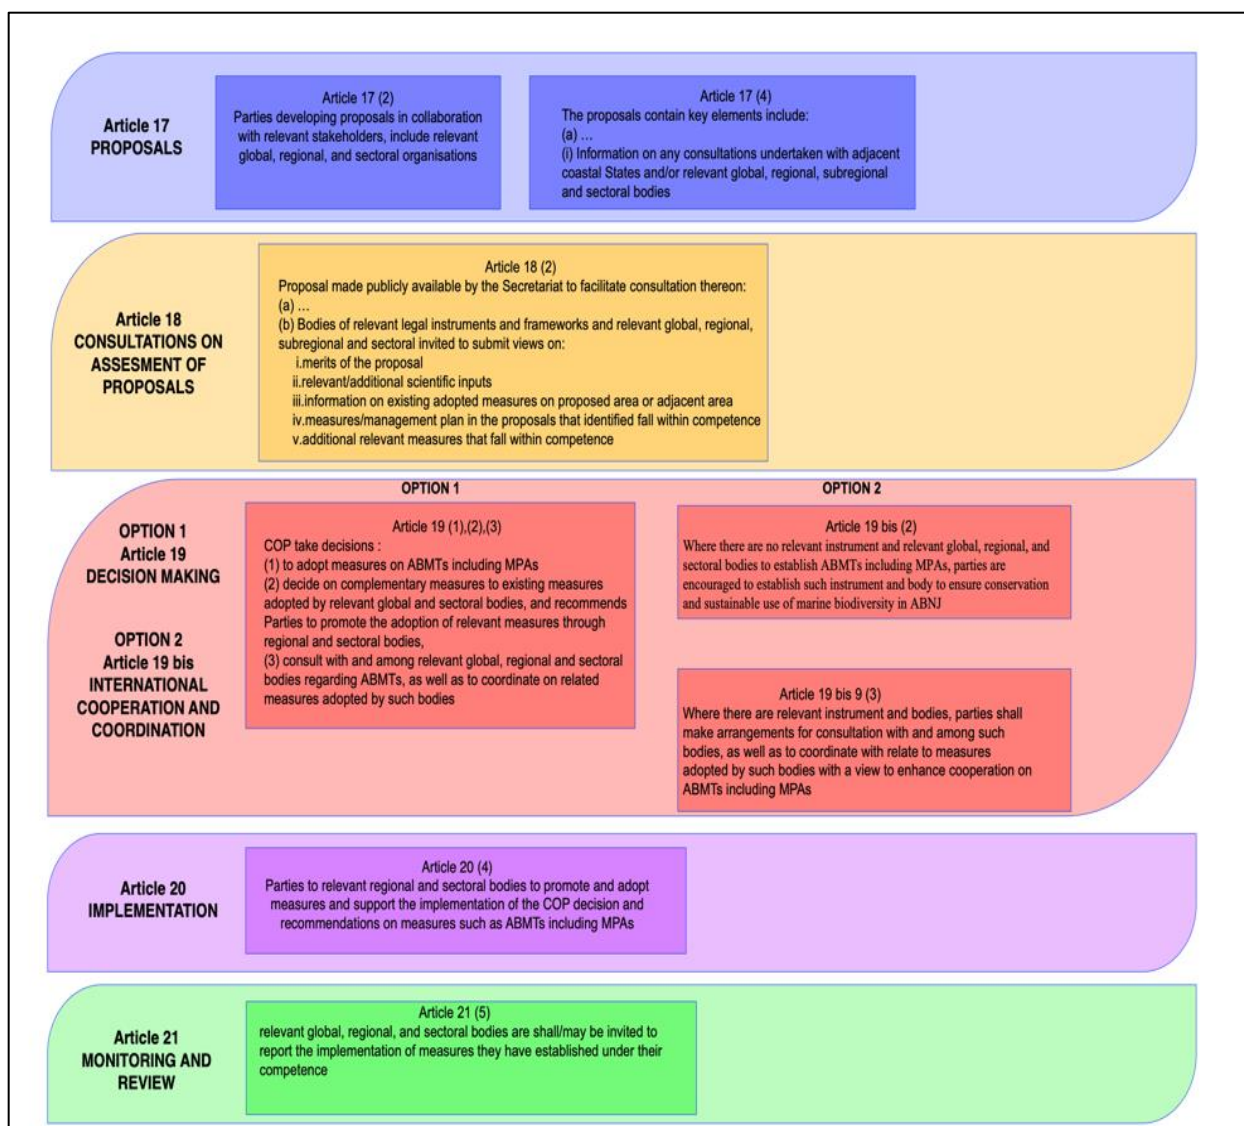 Article 17
PROPOSALS
Article 17 (2)
Parties developing proposals in collaboration
with relevant stakeholders, include relevant
global, regional, and sectoral organisations
Article 17 (4)
The proposals contain key elements include:
(a) ...
(i) Information on any consultations undertaken with adjacent
coastal States and/or relevant global, regional, subregional
and sectoral bodies
Article 18
CONSULTATIONS ON
ASSESMENT OF
PROPOSALS
Article 18 (2)
Proposal made publicly available by the Secretariat to facilitate consultation thereon:
(a) ...
(b) Bodies of relevant legal instruments and frameworks and relevant global, regional,
subregional and sectoral invited to submit views on:
i.merits of the proposal
ii.relevant/additional scientific inputs
iii.information on existing adopted measures on proposed area or adjacent area
iv.measures/management plan in the proposals that identified fall within competence
v.additional relevant measures that fall within competence
OPTION 1
Article 19
DECISION MAKING
OPTION 2
Article 19 bis
INTERNATIONAL
COOPERATION AND
COORDINATION
OPTION 1
Article 19 (1),(2),(3)
COP take decisions :
(1) to adopt measures on ABMTs including MPAs
(2) decide on complementary measures to existing measures
adopted by relevant global and sectoral bodies, and recommends
Parties to promote the adoption of relevant measures through
regional and sectoral bodies,
(3) consult with and among relevant global, regional and sectoral
bodies regarding ABMTs, as well as to coordinate on related
measures adopted by such bodies
OPTION 2
Article 19 bis (2)
Where there are no relevant instrument and relevant global, regional, and
sectoral bodies to establish ABMTs including MPAs, parties are
encouraged to establish such instrument and body to ensure conservation
and sustainable use of marine biodiversity in ABNJ
Article 19 bis 9 (3)
Where there are relevant instrument and bodies, parties shall
make arrangements for consultation with and among such
bodies, as well as to coordinate with relate to measures
adopted by such bodies with a view to enhance cooperation on
ABMTs including MPAs
Article 20
IMPLEMENTATION
Article 20 (4)
Parties to relevant regional and sectoral bodies to promote and adopt
measures and support the implementation of the COP decision and
recommendations on measures such as ABMTs including MPAs
Article 21
MONITORING AND
REVIEW
Article 21 (5)
relevant global, regional, and sectoral bodies are shall/may be invited to
report the implementation of measures they have established under their
competence